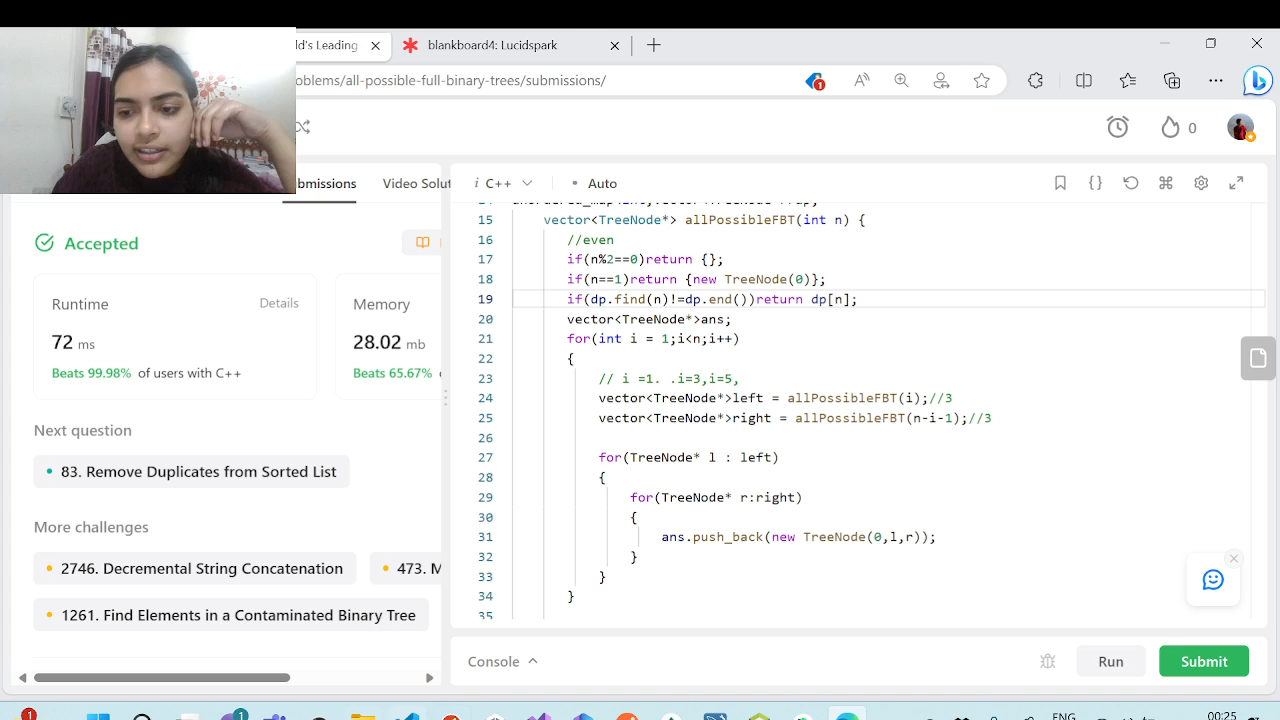 d's Leading
blankboard4: Lucidspark
oblems/all-possible-full-binary-trees/submissions/
1
0
bmissions
Video Solut
i C++
• Auto
Accepted
Runtime
Details
72 ms
Beats 99.98% of users with C++
Memory
28.02 mb
Beats 65.67%
Next question
83. Remove Duplicates from Sorted List
More challenges
2746. Decremental String Concatenation
473. M
1261. Find Elements in a Contaminated Binary Tree
15 vector<TreeNode*> allPossibleFBT(int n) {
16 //even
17 if(n%2==0)return {};
18 if(n==1)return {new TreeNode(0)};
19 if(dp.find(n)!=dp.end())return dp[n];
20 vector<TreeNode*>ans;
21 for(int i = 1;i<n;i++)
22 {
23 // i =1. .i=3,i=5,
24 vector<TreeNode*>left = allPossibleFBT(i);//3
25 vector<TreeNode*>right = allPossibleFBT(n-i-1);//3
26
27 for(TreeNode* l : left)
28 {
29 for(TreeNode* r:right)
30 {
31 ans.push_back(new TreeNode(0,l,r));
32 }
33 }
34 }
35
Console
Run
Submit
1
1